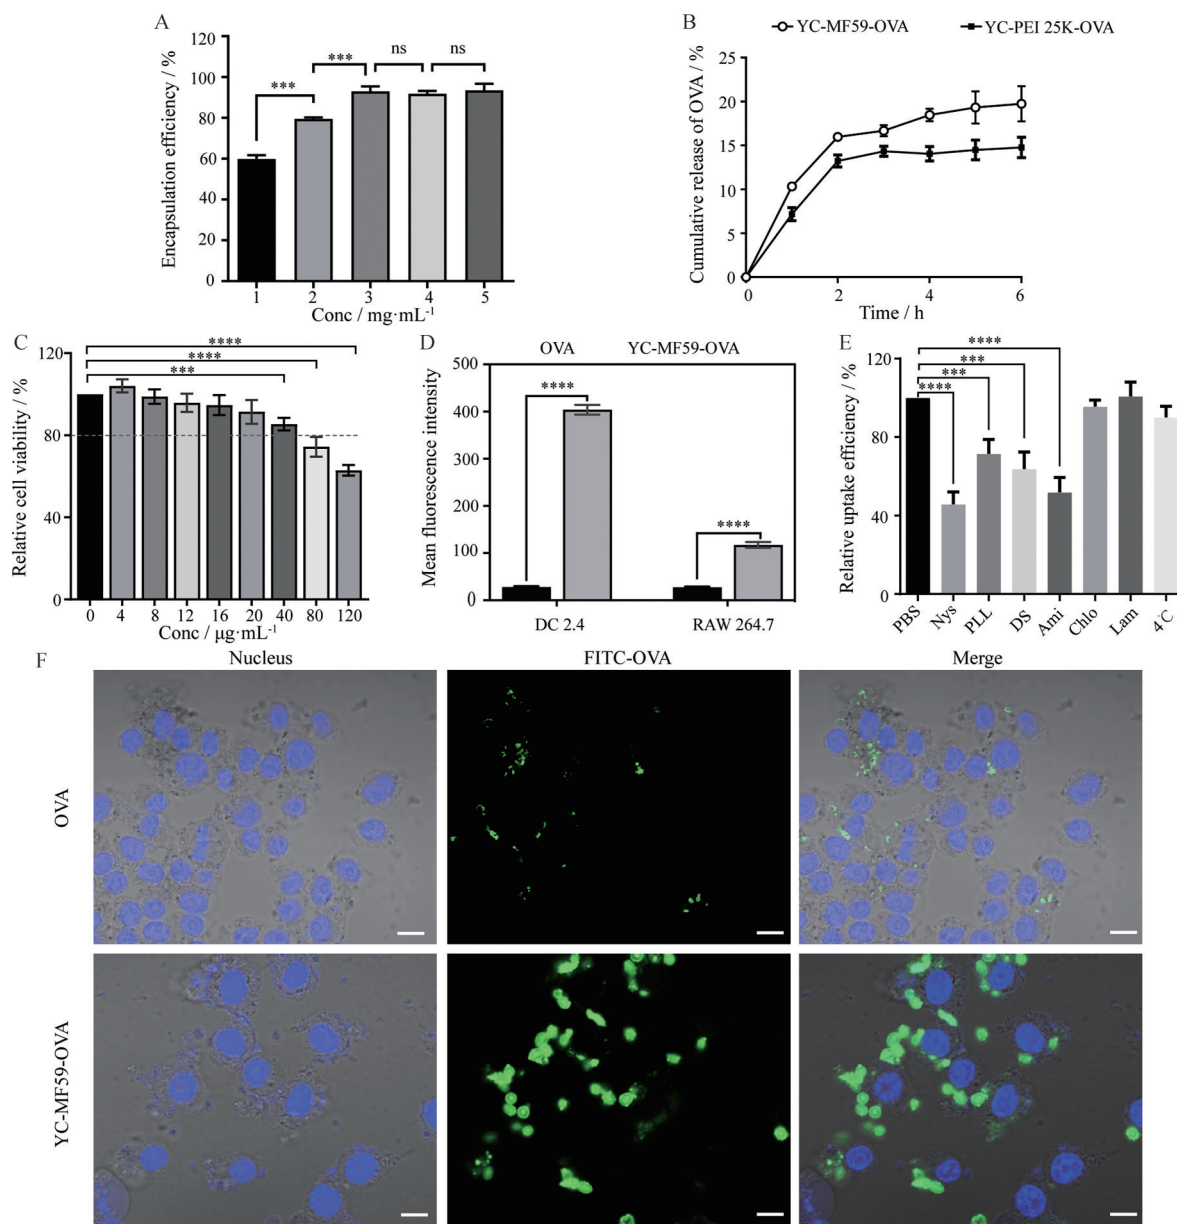 A
Encapsulation efficiency / %
120
100
80
60
40
20
0
*** *** ns ns
1 2 3 4 5
Conc / mg·mL⁻¹
B
YC-MF59-OVA YC-PEI 25K-OVA
Cumulative release of OVA / %
25
20
15
10
5
0
0 2 4 6
Time / h
C
Relative cell viability / %
120
80
40
0
****
****
***
0 4 8 12 16 20 40 80 120
Conc / μg·mL⁻¹
D
OVA YC-MF59-OVA
Mean fluorescence intensity
500
400
300
200
100
0
****
****
DC 2.4 RAW 264.7
E
Relative uptake efficiency / %
120
80
40
0
****
***
***
****
PBS Nys PLL DS Ami Chlo Lam 4℃
F
Nucleus FITC-OVA Merge
OVA
YC-MF59-OVA